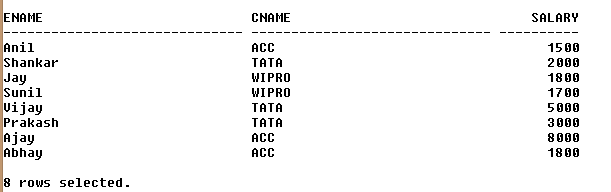 ENAME CNAME SALARY
------------------------------ ------------------------------ ----------
Anil ACC 1500
Shankar TATA 2000
Jay WIPRO 1800
Sunil WIPRO 1700
Vijay TATA 5000
Prakash TATA 3000
Ajay ACC 8000
Abhay ACC 1800
8 rows selected.